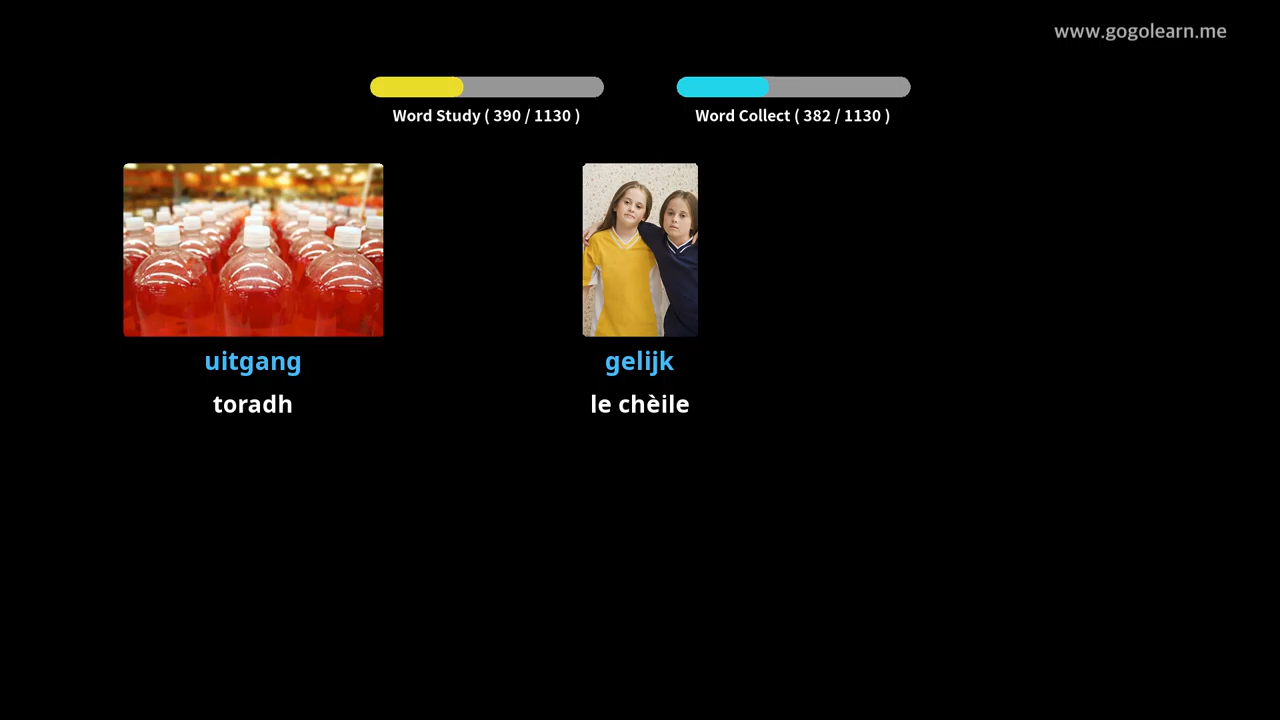 www.gogolearn.me
Word Study ( 390 / 1130 )
Word Collect ( 382 / 1130 )
uitgang
toradh
gelijk
le chèile